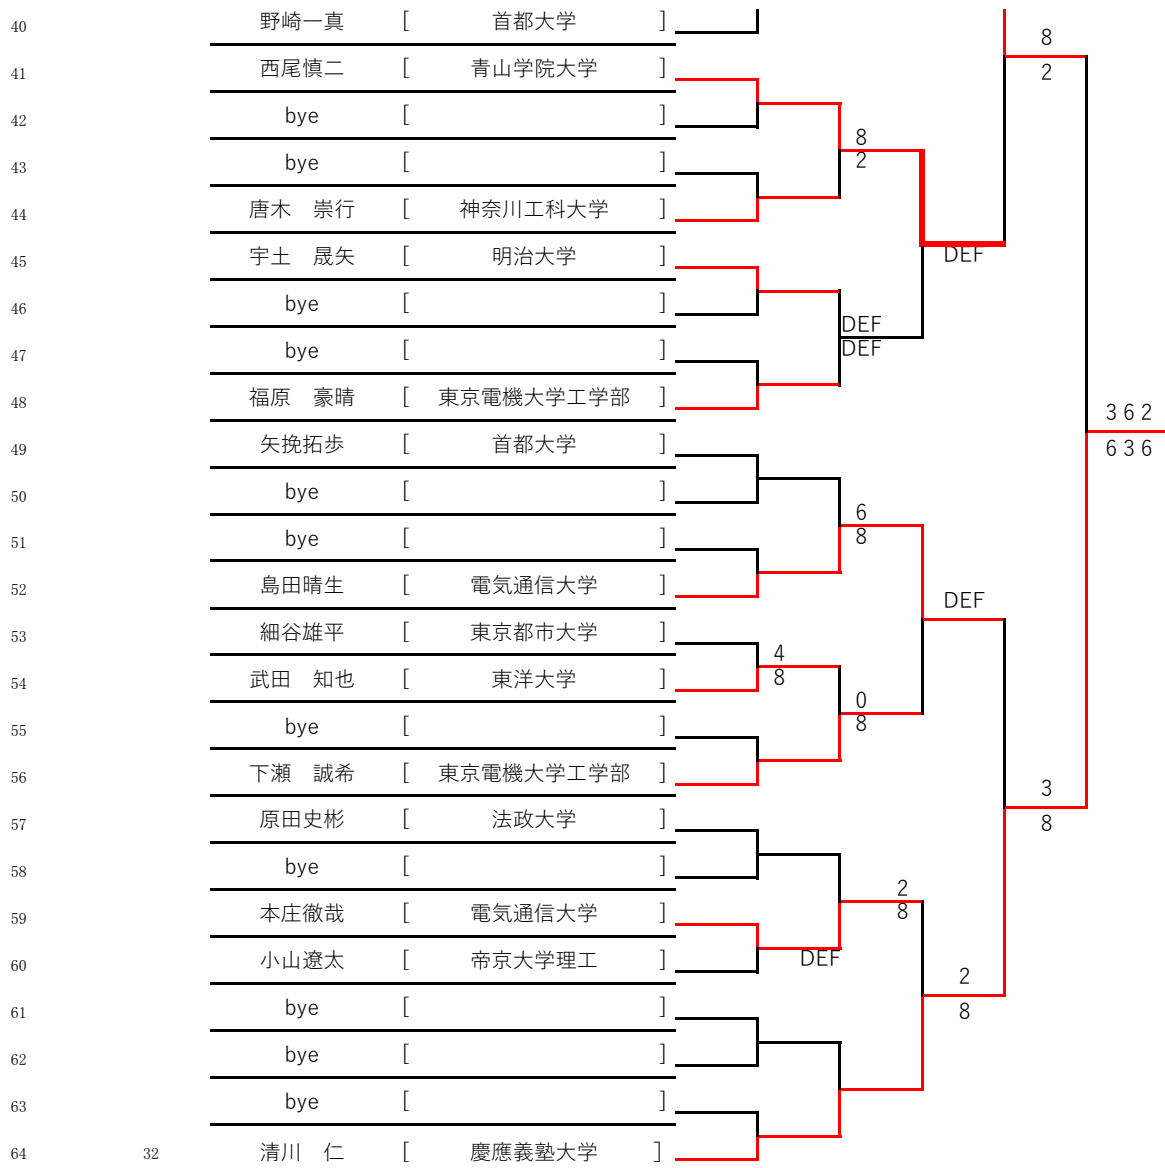 40 野崎一真 [ 首都大学 ]
8
41 西尾慎二 [ 青山学院大学 ]
2
42 bye [ ]
8
43 bye [ ]
2
44 唐木　崇行 [ 神奈川工科大学 ]
45 宇土　晟矢 [ 明治大学 ]
DEF
46 bye [ ]
DEF
47 bye [ ]
DEF
48 福原　豪晴 [ 東京電機大学工学部 ]
3 6 2
49 矢挽拓歩 [ 首都大学 ]
6 3 6
50 bye [ ]
6
51 bye [ ]
8
52 島田晴生 [ 電気通信大学 ]
DEF
53 細谷雄平 [ 東京都市大学 ]
4
54 武田　知也 [ 東洋大学 ]
8
0
55 bye [ ]
8
56 下瀬　誠希 [ 東京電機大学工学部 ]
3
57 原田史彬 [ 法政大学 ]
8
58 bye [ ]
2
59 本庄徹哉 [ 電気通信大学 ]
8
60 小山遼太 [ 帝京大学理工 ]
DEF
2
61 bye [ ]
8
62 bye [ ]
63 bye [ ]
64 32 清川　仁 [ 慶應義塾大学 ]